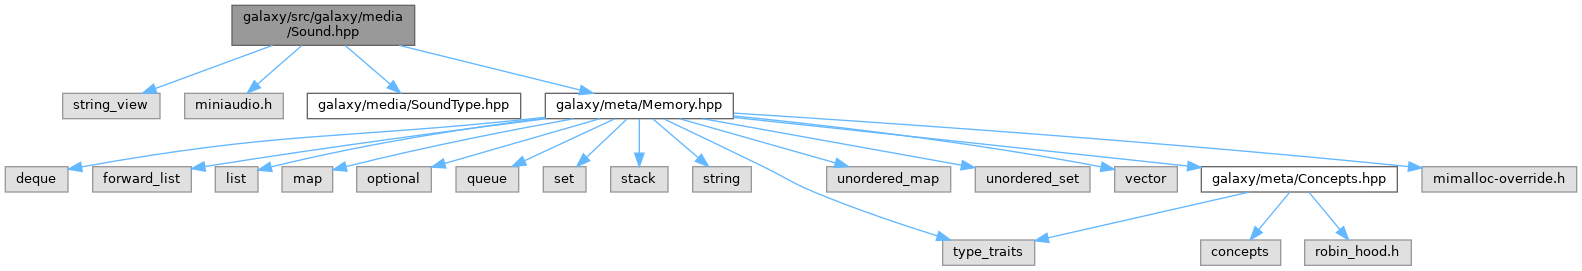 galaxy/src/galaxy/media
/Sound.hpp
string_view
miniaudio.h
galaxy/media/SoundType.hpp
galaxy/meta/Memory.hpp
deque
forward_list
list
map
optional
queue
set
stack
string
unordered_map
unordered_set
vector
galaxy/meta/Concepts.hpp
mimalloc-override.h
type_traits
concepts
robin_hood.h